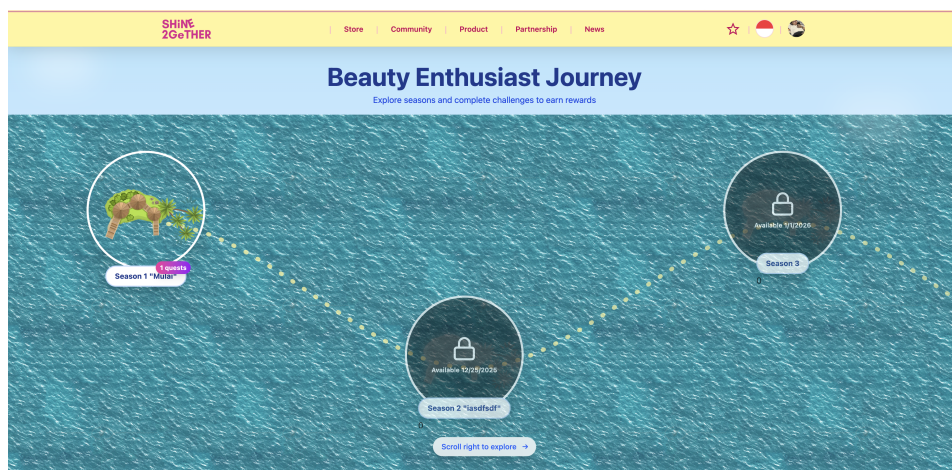 SHiNE
2GeTHER
Store
Community
Product
Partnership
News
Beauty Enthusiast Journey
Explore seasons and complete challenges to earn rewards
1 quests
Season 1 "Mulai"
Available 12/25/2025
Season 2 "iasdfsdf"
0
Available 1/1/2026
Season 3
0
Scroll right to explore →